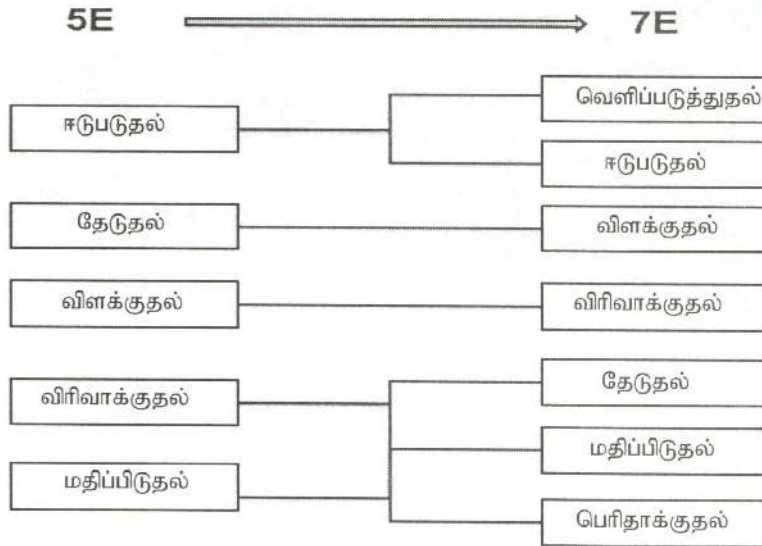 5E
7E
ஈடுபடுதல்
தேடுதல்
விளக்குதல்
விரிவாக்குதல்
மதிப்பிடுதல்
வெளிப்படுத்துதல்
ஈடுபடுதல்
விளக்குதல்
விரிவாக்குதல்
தேடுதல்
மதிப்பிடுதல்
பெரிதாக்குதல்